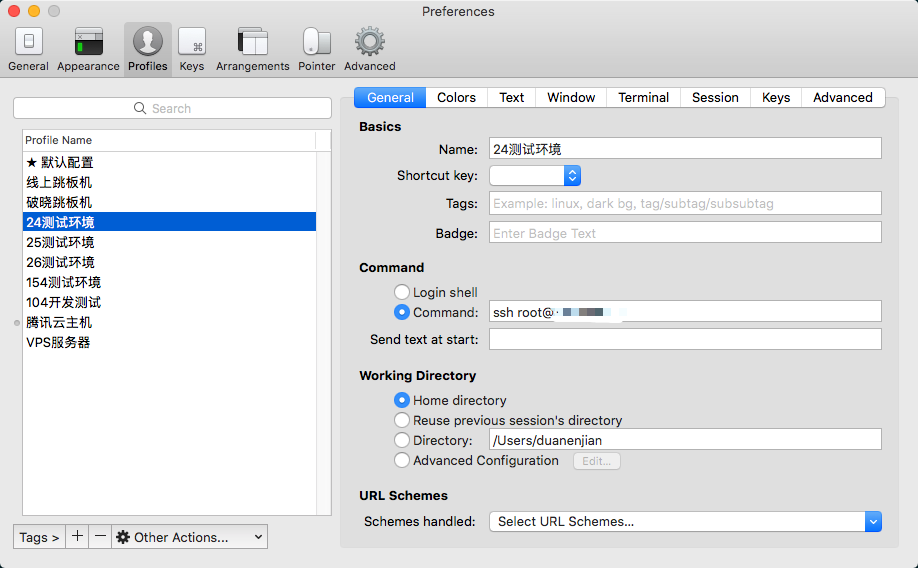 Preferences
General Appearance Profiles Keys Arrangements Pointer Advanced
Search
Profile Name
★ 默认配置
线上跳板机
破晓跳板机
24测试环境
25测试环境
26测试环境
154测试环境
104开发测试
腾讯云主机
VPS服务器
Tags > + − Other Actions...
General Colors Text Window Terminal Session Keys Advanced
Basics
Name: 24测试环境
Shortcut key:
Tags: Example: linux, dark bg, tag/subtag/subsubtag
Badge: Enter Badge Text
Command
Login shell
Command: ssh root@
Send text at start:
Working Directory
Home directory
Reuse previous session's directory
Directory: /Users/duanenjian
Advanced Configuration Edit...
URL Schemes
Schemes handled: Select URL Schemes...